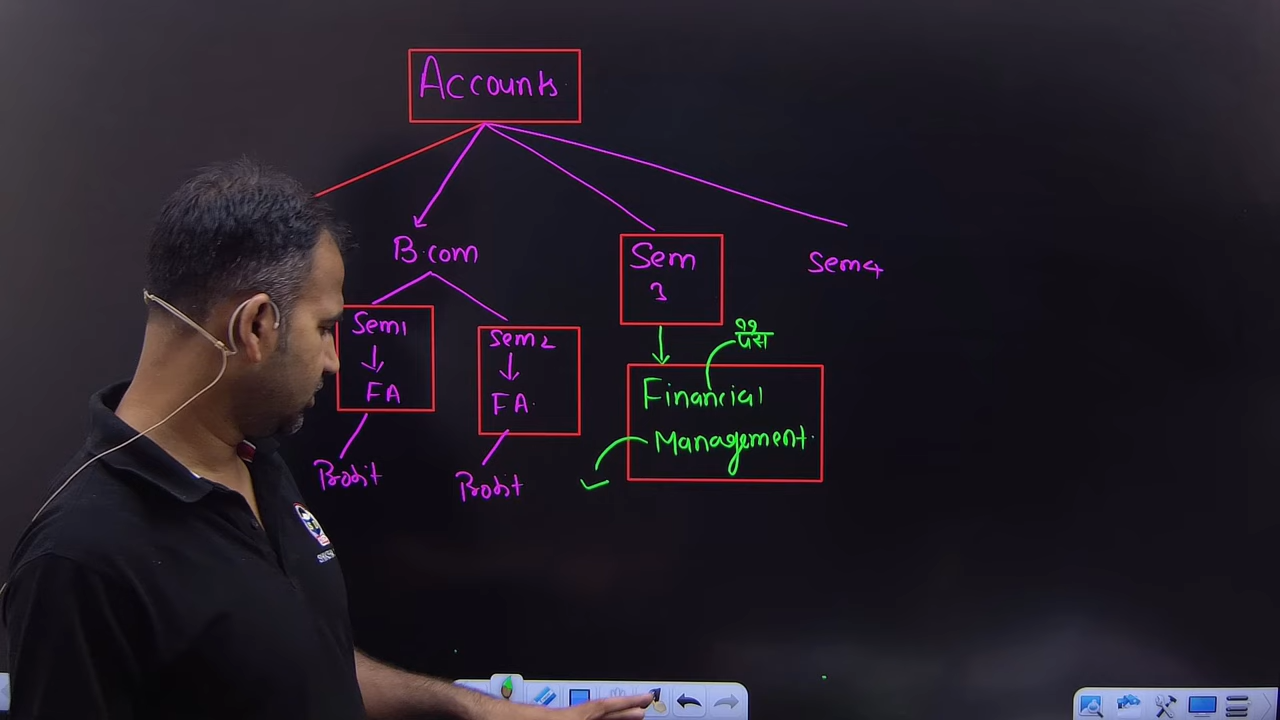 Accounts
B.com
Sem
3
Sem4
Sem1
FA
Sem2
FA.
Financial
Management.
Profit
Profit